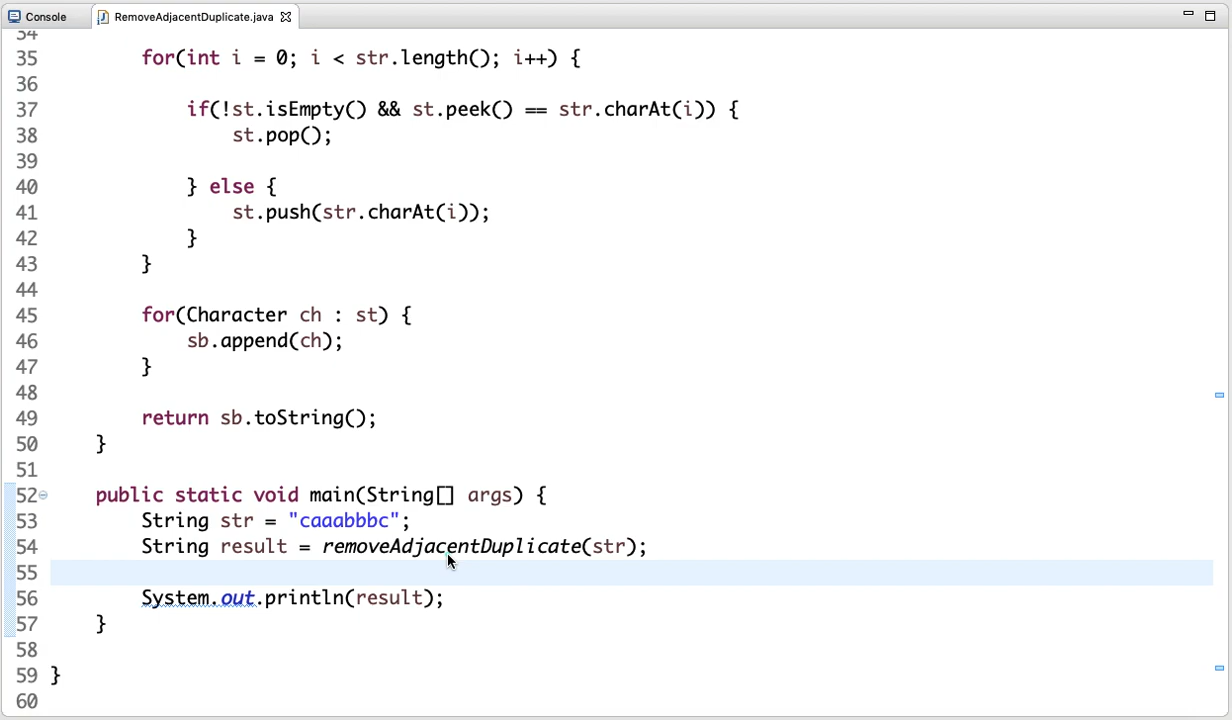 Console RemoveAdjacentDuplicate.java
34
35 for(int i = 0; i < str.length(); i++) {
36
37 if(!st.isEmpty() && st.peek() == str.charAt(i)) {
38 st.pop();
39
40 } else {
41 st.push(str.charAt(i));
42 }
43 }
44
45 for(Character ch : st) {
46 sb.append(ch);
47 }
48
49 return sb.toString();
50 }
51
52 public static void main(String[] args) {
53 String str = "caaabbbc";
54 String result = removeAdjacentDuplicate(str);
55
56 System.out.println(result);
57 }
58
59 }
60